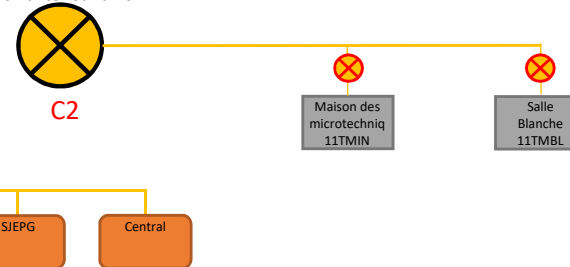 C2
Maison des
microtechniq
11TMIN
Salle
Blanche
11TMBL
SJEPG
Central